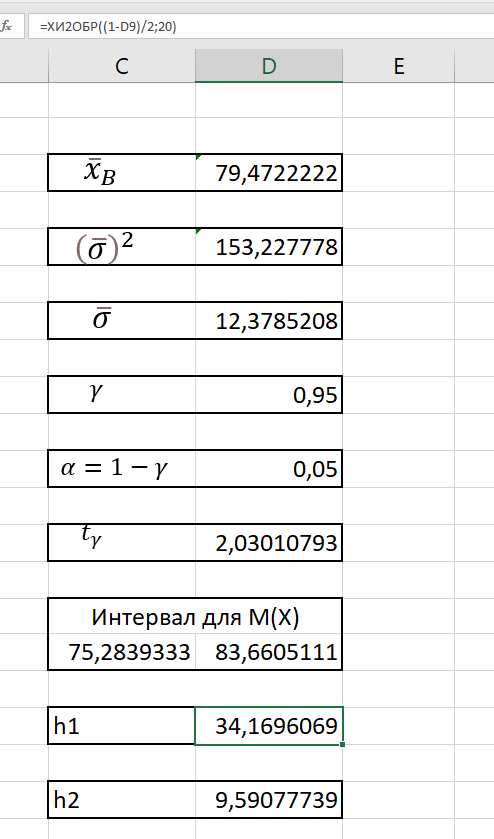 fx =ХИ2ОБР((1-D9)/2;20)
C D E
x̅_B 79,4722222
(σ̅)² 153,227778
σ̅ 12,3785208
γ 0,95
α = 1 − γ 0,05
t_γ 2,03010793
Интервал для М(Х)
75,2839333 83,6605111
h1 34,1696069
h2 9,59077739